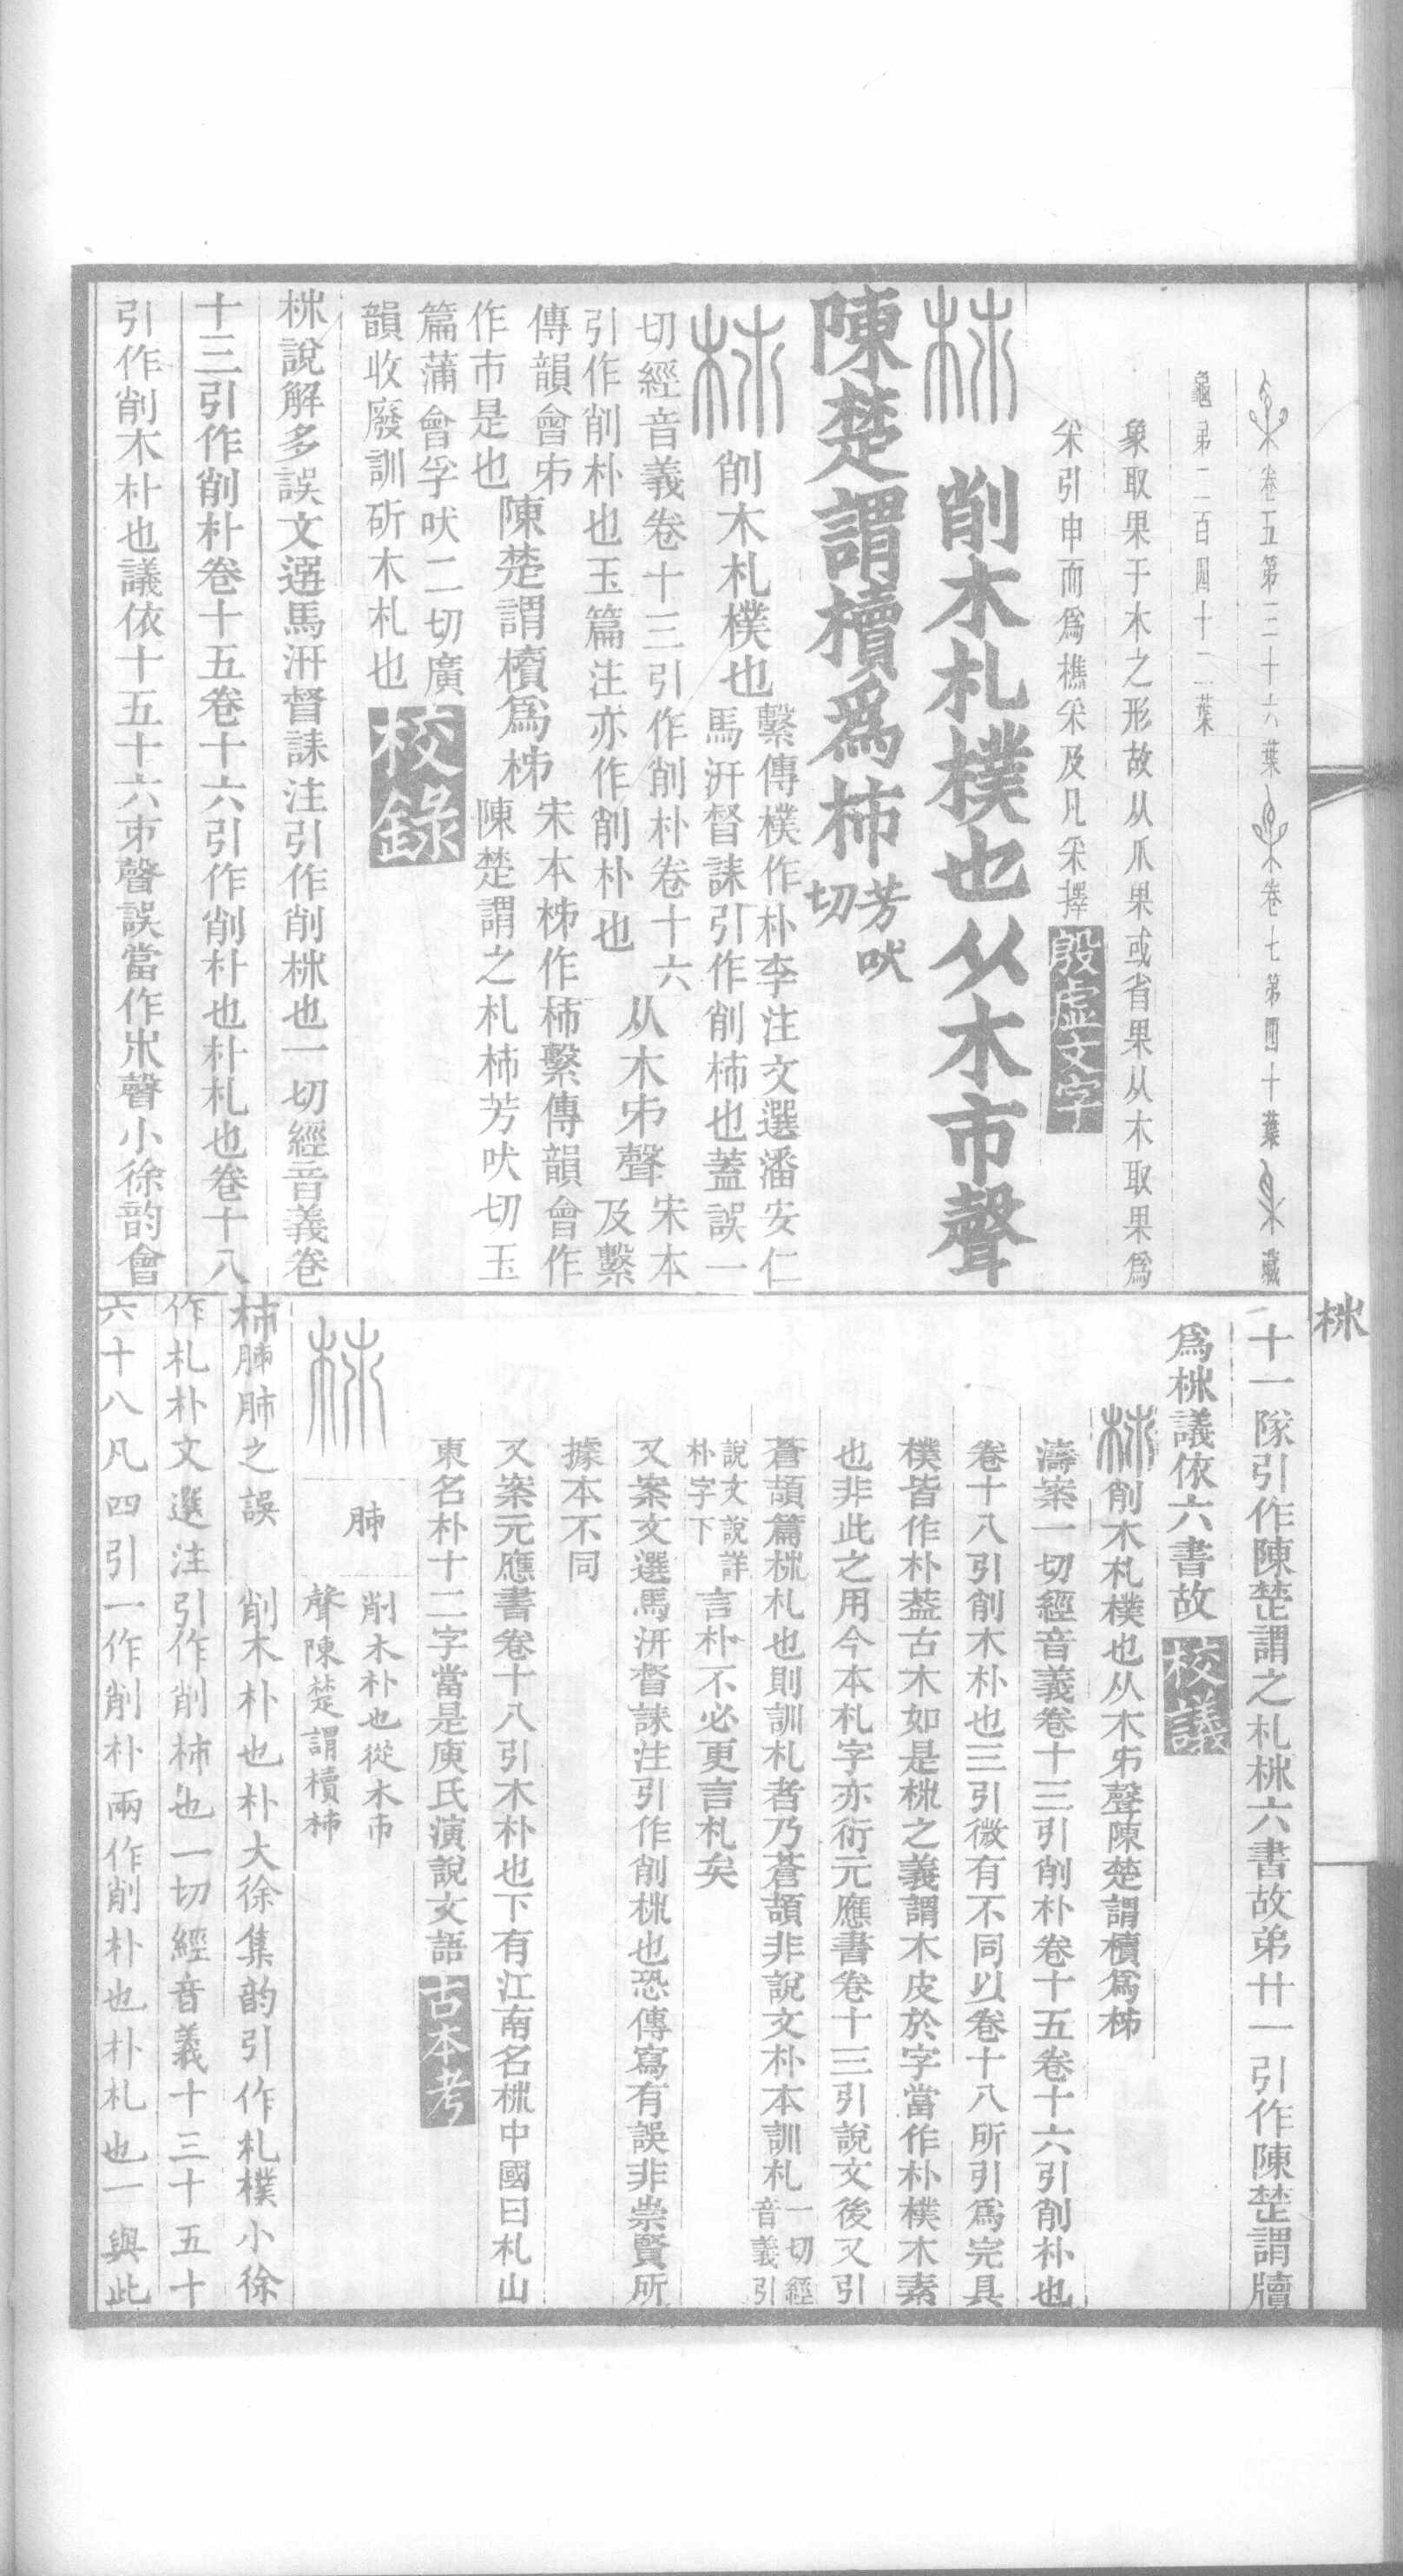 卷五第三十六葉卷七第四十葉藏
龜弟二百四十二葉
象取果于木之形故从爪果或省果从木取果爲
采引申而爲樵采及凡采擇殷虛文字
削木札樸也从木巿聲
陳楚謂櫝爲柿芳吠切
削木札樸也繫傳樸作朴李注文選潘安仁
馬汧督誄引作削柿也蓋誤一
切經音義卷十三引作削朴卷十六
引作削朴也玉篇注亦作削朴也
从木𣎵聲宋本及繫
傳韻會𣎵
作巿是也
陳楚謂櫝爲柹宋本柹作柿繫傳韻會作
陳楚謂之札柿芳吠切玉
篇蒲會孚吠二切廣
韻收廢訓斫木札也校錄
柹說解多誤文選馬汧督誄注引作削柹也一切經音義卷
十三引作削朴卷十五卷十六引作削朴也朴札也卷十八
引作削木朴也議依十五十六𣎵聲誤當作𣏟聲小徐韵會
十一隊引作陳楚謂之札柹六書故弟廿一引作陳楚謂牘
爲柹議依六書故校議
削木札樸也从木𣎵聲陳楚謂櫝爲柹
濤案一切經音義卷十三引削朴卷十五卷十六引削朴也
卷十八引削木朴也三引微有不同以卷十八所引爲完具
樸皆作朴葢古木如是柹之義謂木皮於字當作朴樸木素
也非此之用今本札字亦衍元應書卷十三引說文後又引
蒼頡篇柹札也則訓札者乃蒼頡非說文朴本訓札一切經音義引
說文說詳朴字下言朴不必更言札矣
又案文選馬汧督誄注引作削柹也恐傳寫有誤非崇賢所
據本不同
又案元應書卷十八引木朴也下有江南名柹中國曰札山
東名朴十二字當是庾氏演說文語古本考
肺
削木朴也從木巿
聲陳楚謂櫝柿
柿肺肺之誤 削木朴也朴大徐集韵引作札樸小徐
作札朴文選注引作削柿也一切經音義十三十五十
六十八凡四引一作削朴兩作削朴也朴札也一與此
柹